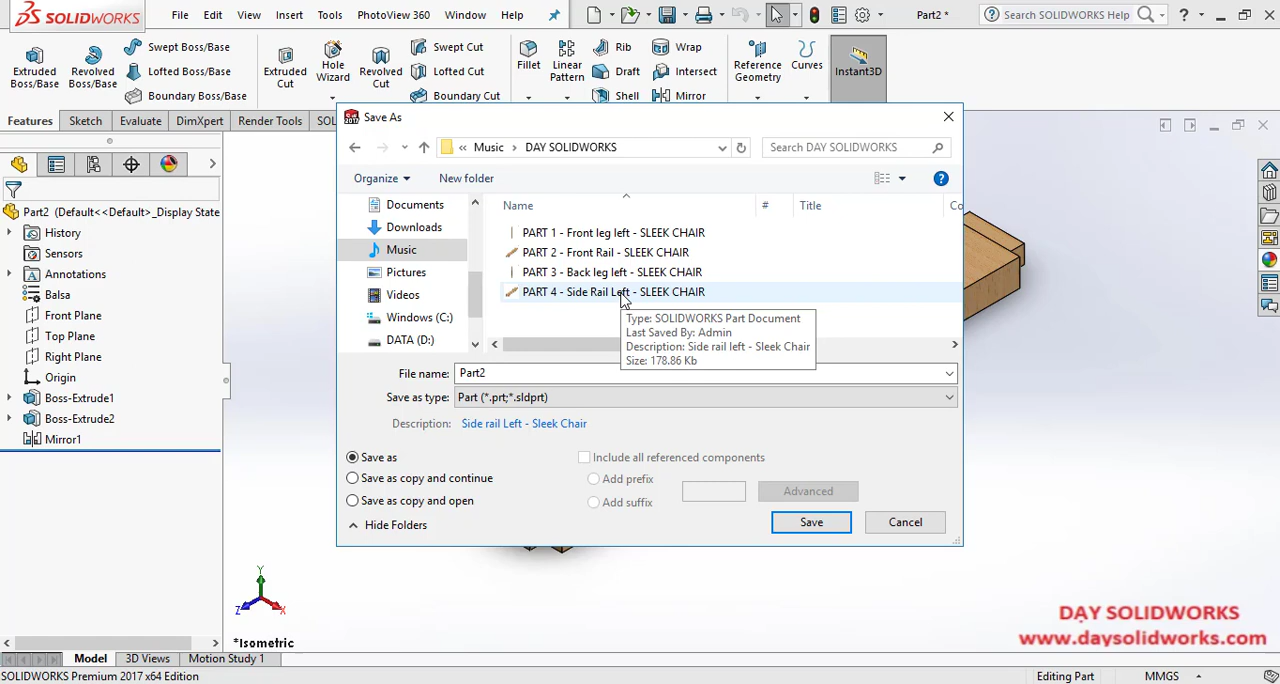 SOLIDWORKS
File Edit View Insert Tools PhotoView 360 Window Help
Part2 *
Search SOLIDWORKS Help
Extruded Boss/Base
Revolved Boss/Base
Swept Boss/Base
Lofted Boss/Base
Boundary Boss/Base
Extruded Cut
Hole Wizard
Revolved Cut
Swept Cut
Lofted Cut
Boundary Cut
Fillet
Linear Pattern
Rib
Draft
Shell
Wrap
Intersect
Mirror
Reference Geometry
Curves
Instant3D
Features Sketch Evaluate DimXpert Render Tools SOL
Part2 (Default<<Default>_Display State
History
Sensors
Annotations
Balsa
Front Plane
Top Plane
Right Plane
Origin
Boss-Extrude1
Boss-Extrude2
Mirror1
2017
Save As
« Music > DAY SOLIDWORKS
Search DAY SOLIDWORKS
Organize New folder
Documents
Downloads
Music
Pictures
Videos
Windows (C:)
DATA (D:)
Name # Title Co
PART 1 - Front leg left - SLEEK CHAIR
PART 2 - Front Rail - SLEEK CHAIR
PART 3 - Back leg left - SLEEK CHAIR
PART 4 - Side Rail Left - SLEEK CHAIR
Type: SOLIDWORKS Part Document
Last Saved By: Admin
Description: Side rail left - Sleek Chair
Size: 178.86 Kb
File name: Part2
Save as type: Part (*.prt;*.sldprt)
Description: Side rail Left - Sleek Chair
Save as
Save as copy and continue
Save as copy and open
Include all referenced components
Add prefix
Add suffix
Advanced
Hide Folders
Save Cancel
Y
Z X
*Isometric
DẠY SOLIDWORKS
www.daysolidworks.com
Model 3D Views Motion Study 1
SOLIDWORKS Premium 2017 x64 Edition
Editing Part MMGS